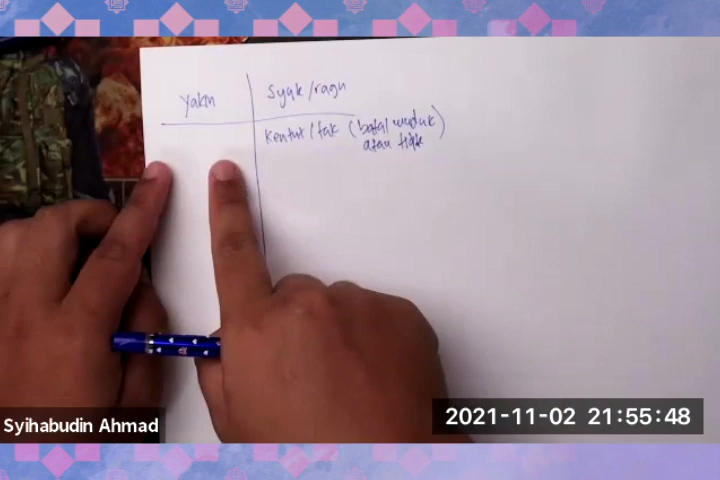 Yakin
Syak/ragu
Kentut/tak (batal wuduk
atau tidak)
Syihabudin Ahmad
2021-11-02 21:55:48